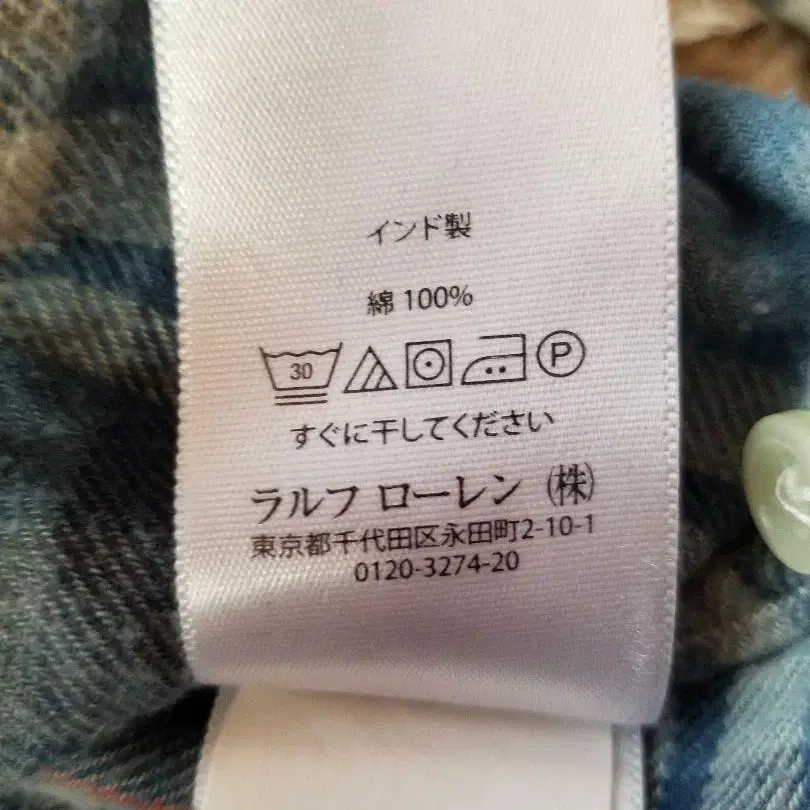 インド製
綿 100%
30 P
すぐに干してください
ラルフ ローレン (株)
東京都千代田区永田町2-10-1
0120-3274-20